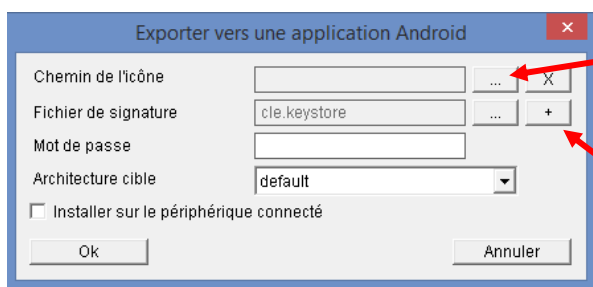 Exporter vers une application Android ×
Chemin de l'icône ... X
Fichier de signature cle.keystore ... +
Mot de passe
Architecture cible default
Installer sur le périphérique connecté
Ok Annuler